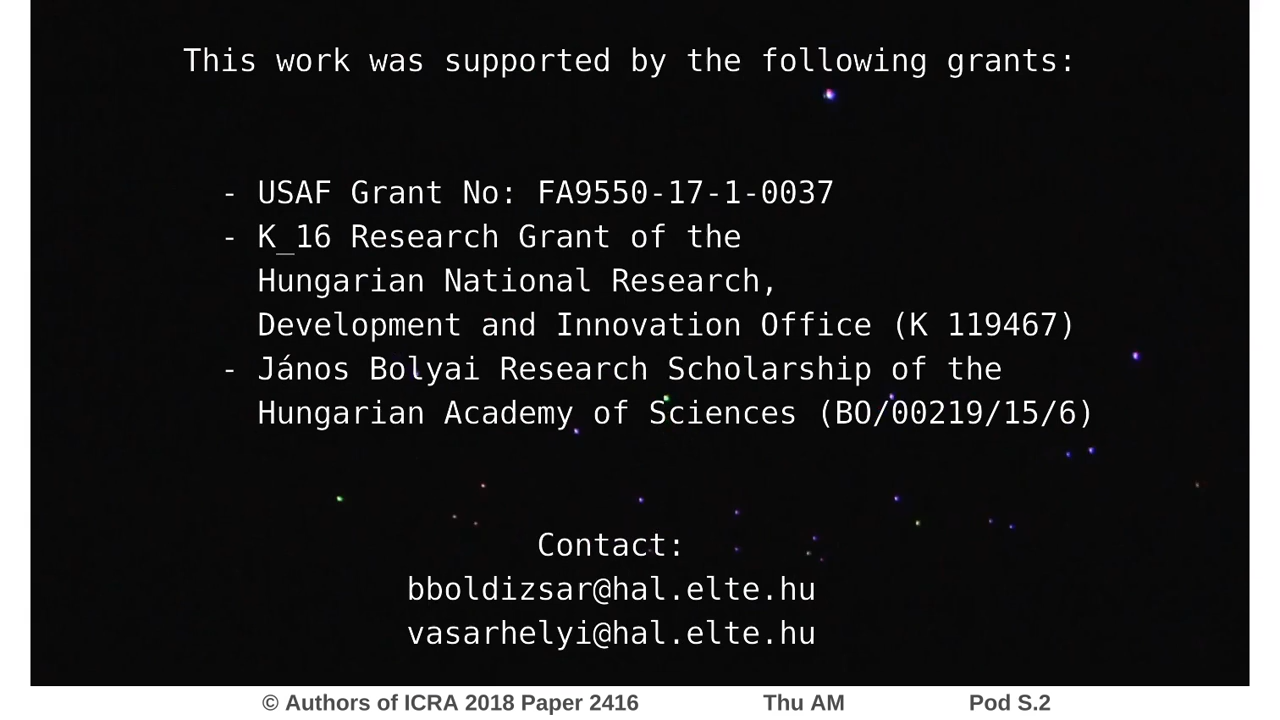 This work was supported by the following grants:
- USAF Grant No: FA9550-17-1-0037
- K_16 Research Grant of the
Hungarian National Research,
Development and Innovation Office (K 119467)
- János Bolyai Research Scholarship of the
Hungarian Academy of Sciences (BO/00219/15/6)
Contact:
bboldizsar@hal.elte.hu
vasarhelyi@hal.elte.hu
© Authors of ICRA 2018 Paper 2416 Thu AM Pod S.2